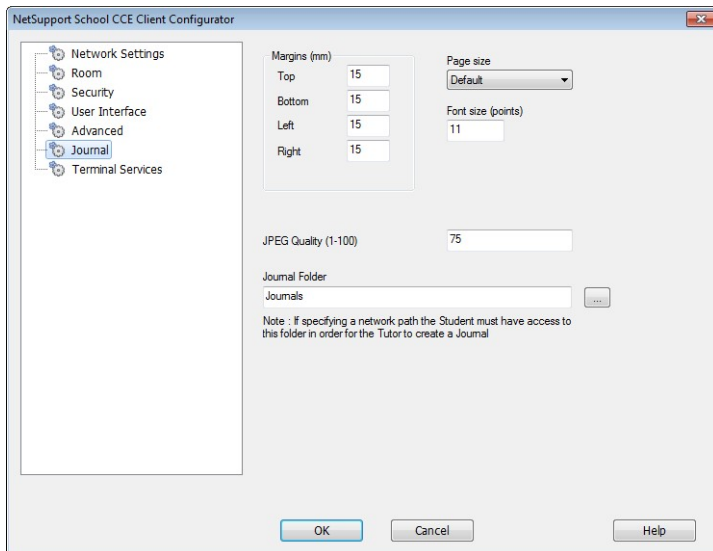 NetSupport School CCE Client Configurator
Network Settings
Room
Security
User Interface
Advanced
Journal
Terminal Services
Margins (mm)
Top 15
Bottom 15
Left 15
Right 15
Page size
Default
Font size (points)
11
JPEG Quality (1-100) 75
Journal Folder
Journals
...
Note : If specifying a network path the Student must have access to
this folder in order for the Tutor to create a Journal
OK Cancel Help